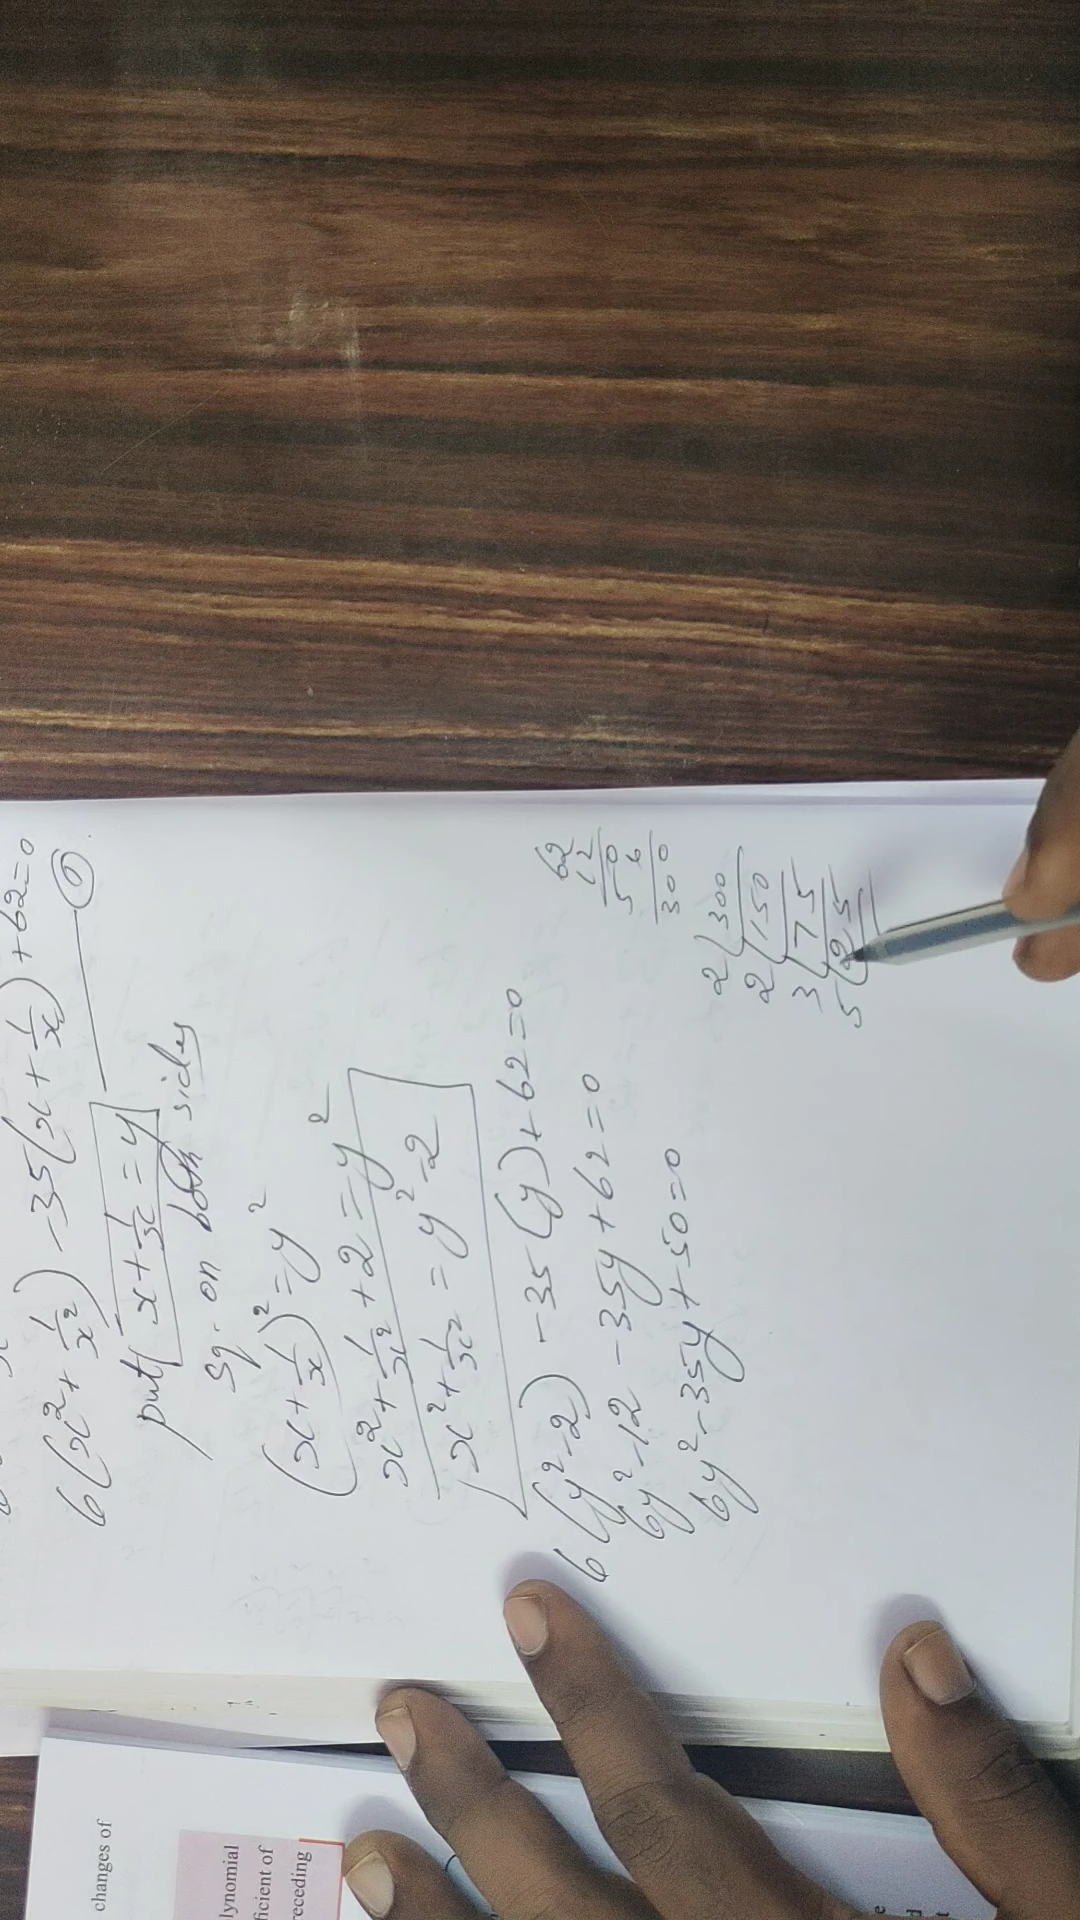 6(x²+1/x²) -35(x+1/x)+62=0
put x+1/x=y ——— ①
Sq. on both sides
(x+1/x)²=y²
x²+1/x²+2=y²
x²+1/x²=y²-2
6(y²-2) -35(y)+62=0
6y²-12-35y+62=0
6y²-35y+50=0
62
12
50
6
300
2 300
2 150
3 75
5 25
changes of
lynomial
ficient of
receding
e
d
t